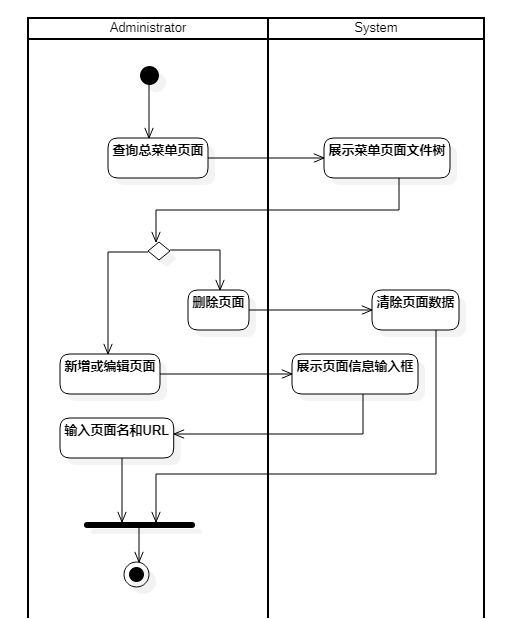 Administrator
System
查询总菜单页面
展示菜单页面文件树
删除页面
清除页面数据
新增或编辑页面
展示页面信息输入框
输入页面名和URL